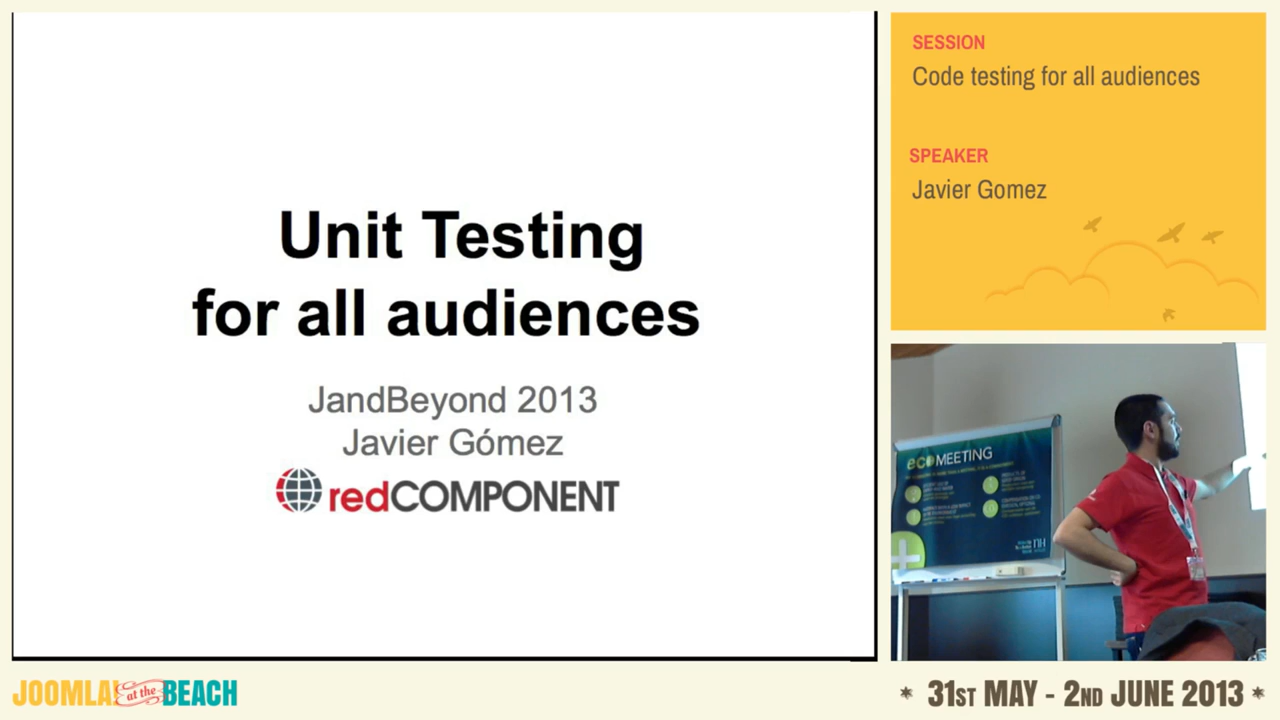 Unit Testing
for all audiences
JandBeyond 2013
Javier Gómez
redCOMPONENT
SESSION
Code testing for all audiences
SPEAKER
Javier Gomez
eco MEETING
nh
JOOMLA! at the BEACH
* 31ST MAY - 2ND JUNE 2013 *